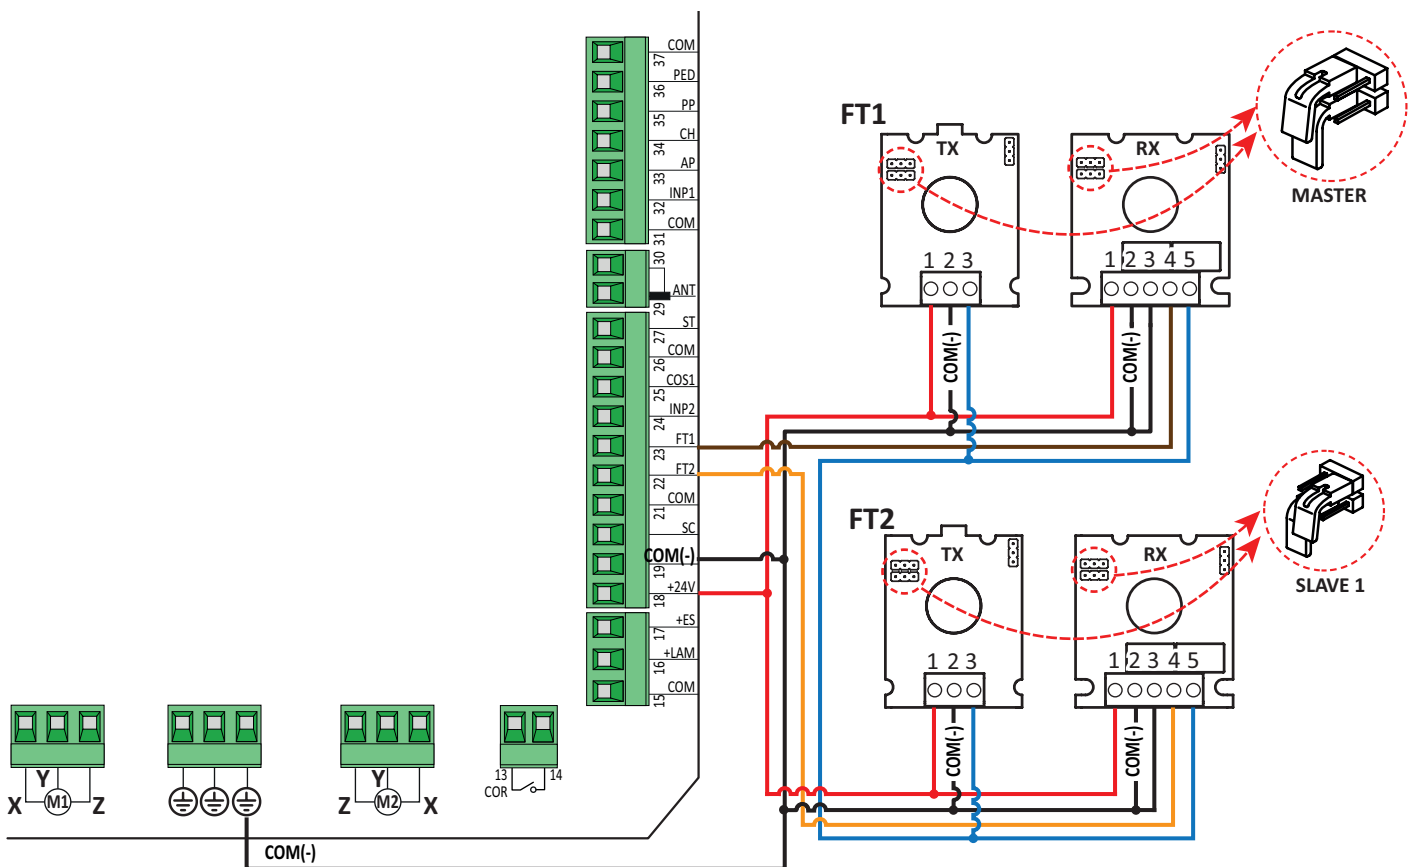 COM
37
PED
36
PP
35
CH
34
AP
33
INP1
32
COM
31
30
ANT
29
ST
27
COM
26
COS1
25
INP2
24
FT1
23
FT2
22
COM
21
SC
COM(-)
19
+24V
18
+ES
17
+LAM
16
COM
15
FT1
TX
1 2 3
COM(-)
RX
1 2 3 4 5
COM(-)
MASTER
FT2
TX
1 2 3
COM(-)
RX
1 2 3 4 5
COM(-)
SLAVE 1
X Y M1 Z
Z Y M2 X
13 14
COR
COM(-)